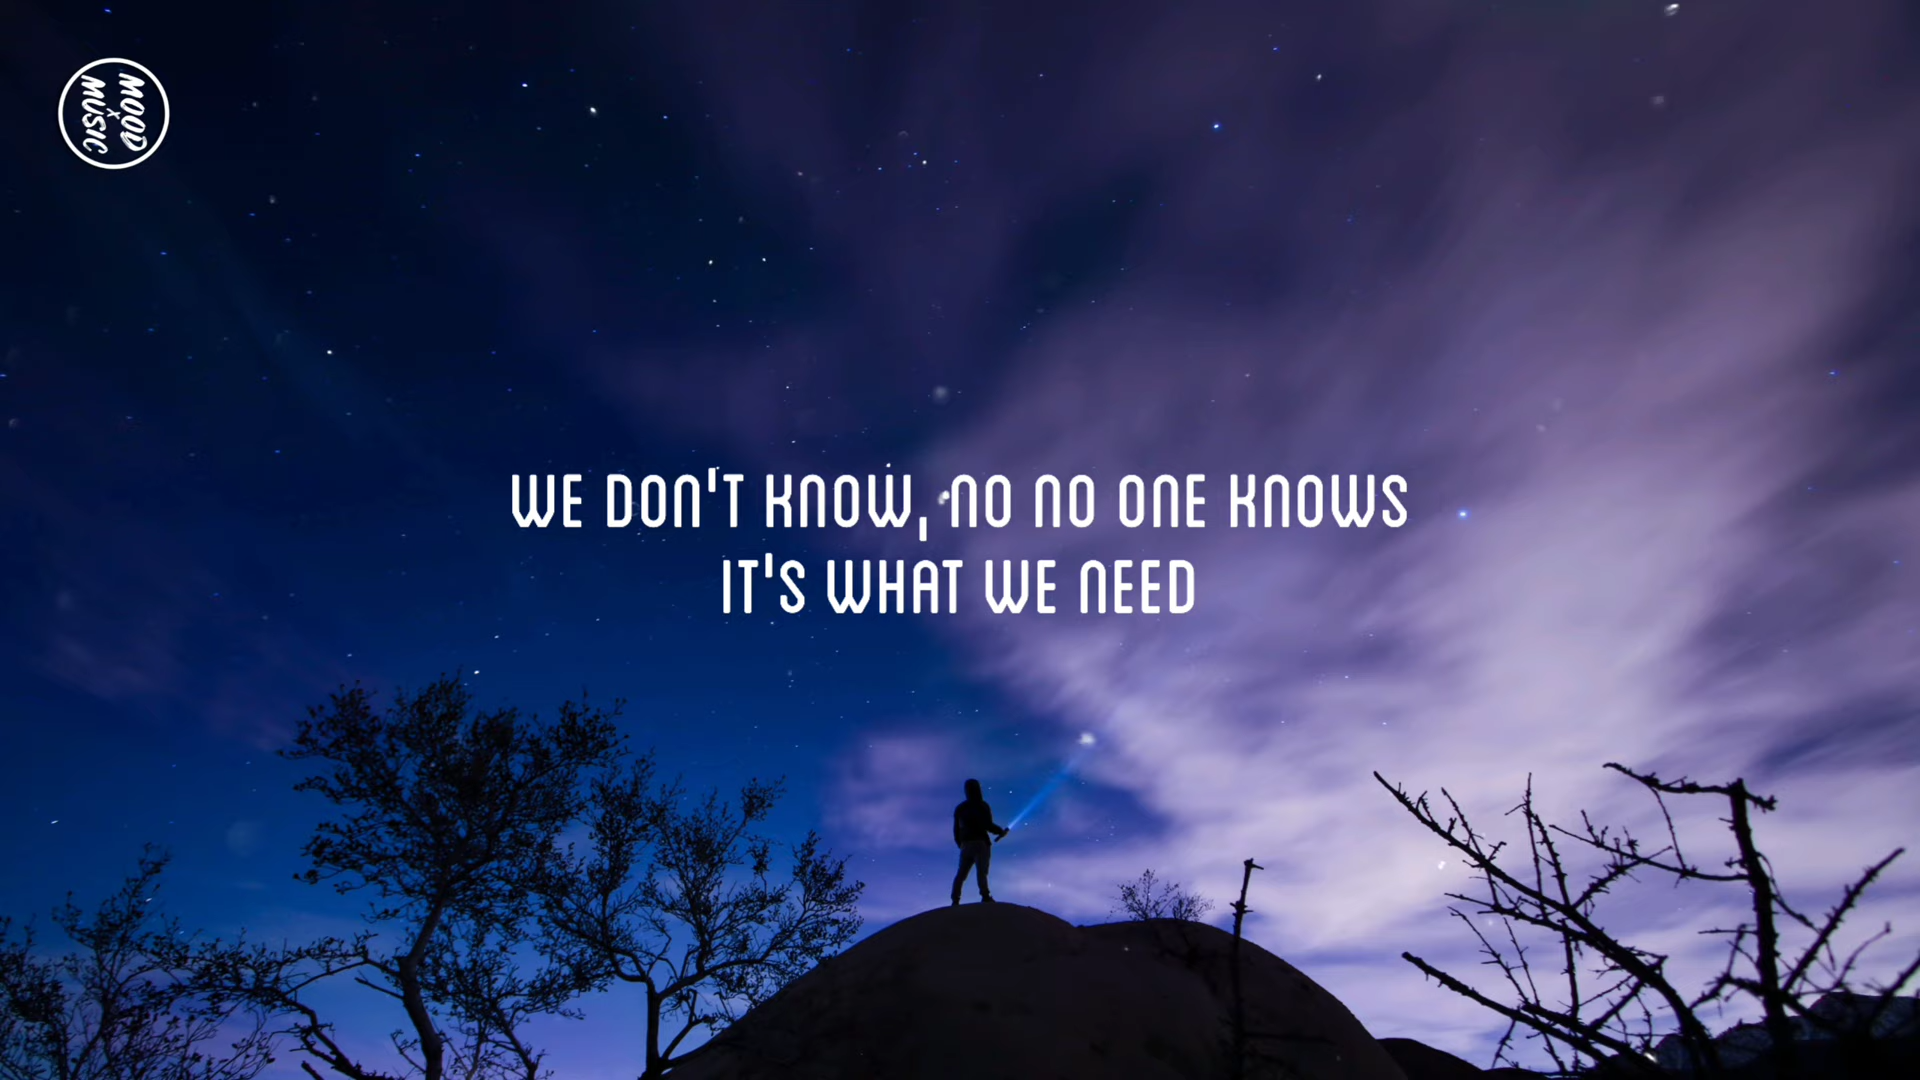 MOOD
x
MUSIC
WE DON'T KNOW, NO NO ONE KNOWS
IT'S WHAT WE NEED